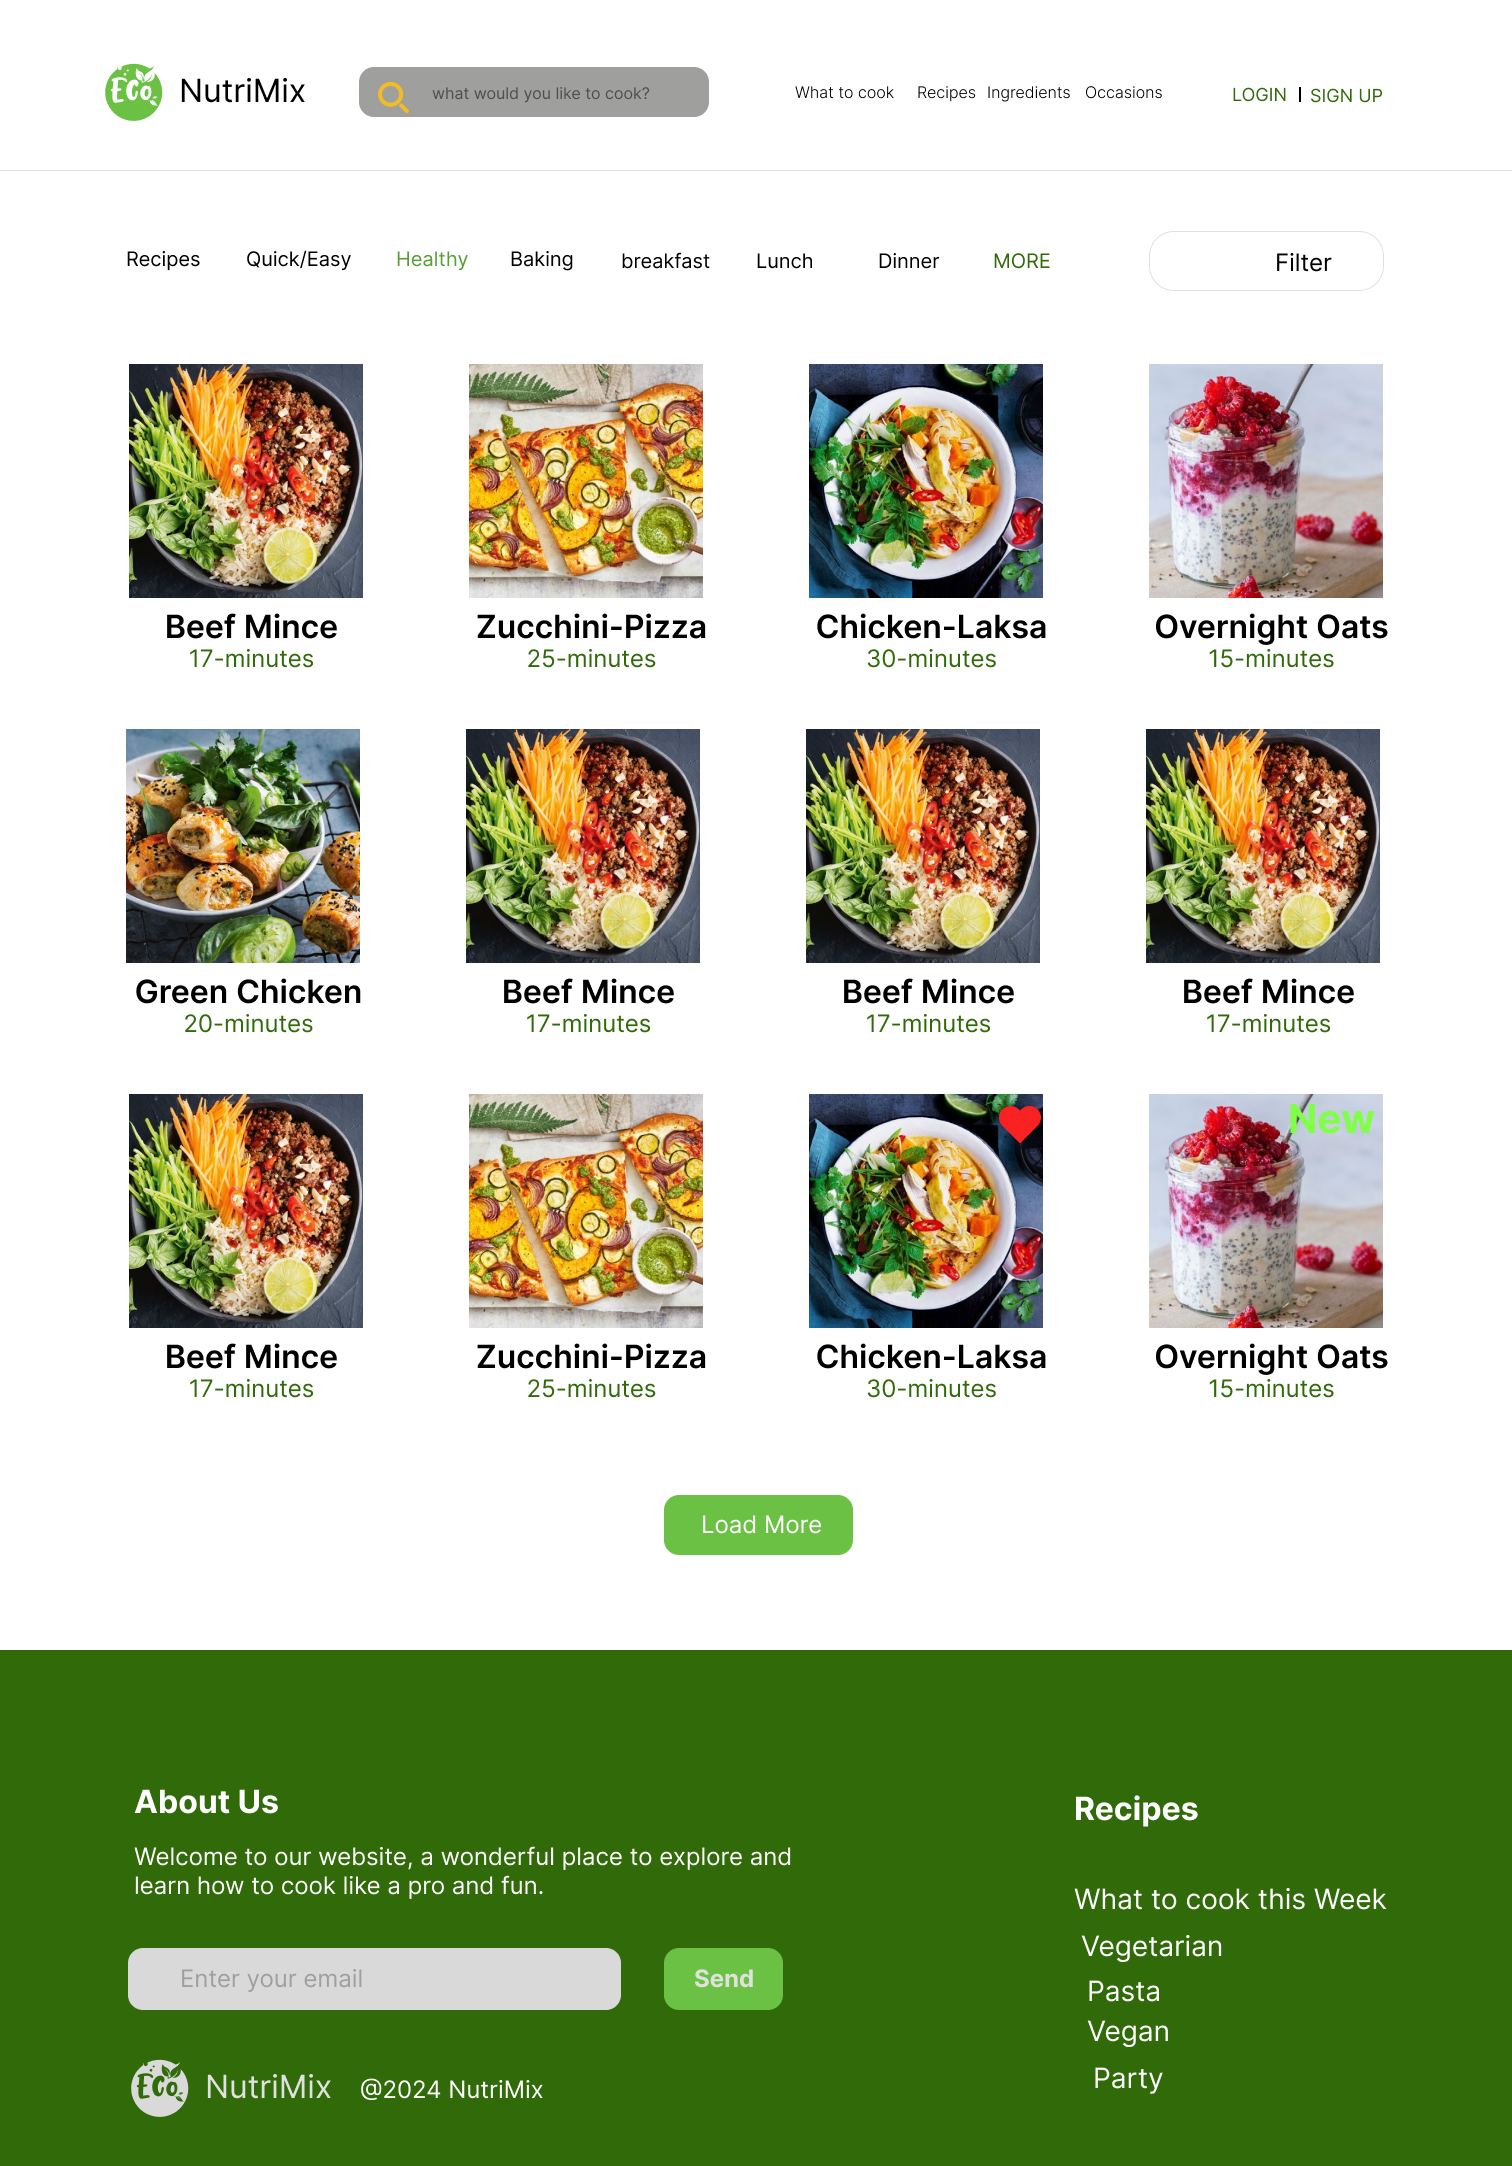 ECo
NutriMix
what would you like to cook?
What to cook
Recipes
Ingredients
Occasions
LOGIN
SIGN UP
Recipes
Quick/Easy
Healthy
Baking
breakfast
Lunch
Dinner
MORE
Filter
Beef Mince
17-minutes
Zucchini-Pizza
25-minutes
Chicken-Laksa
30-minutes
Overnight Oats
15-minutes
Green Chicken
20-minutes
Beef Mince
17-minutes
Beef Mince
17-minutes
Beef Mince
17-minutes
Beef Mince
17-minutes
Zucchini-Pizza
25-minutes
Chicken-Laksa
30-minutes
New
Overnight Oats
15-minutes
Load More
About Us
Welcome to our website, a wonderful place to explore and
learn how to cook like a pro and fun.
Enter your email
Send
ECo
NutriMix
@2024 NutriMix
Recipes
What to cook this Week
Vegetarian
Pasta
Vegan
Party